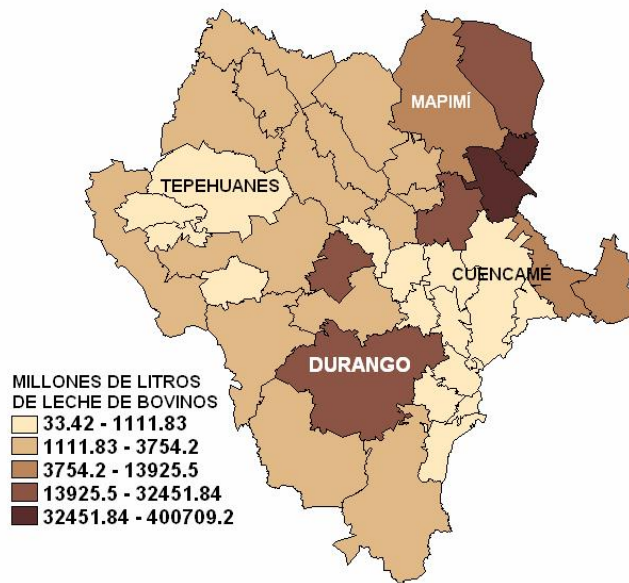 MAPIMÍ
TEPEHUANES
CUENCAMÉ
DURANGO
MILLONES DE LITROS
DE LECHE DE BOVINOS
33.42 - 1111.83
1111.83 - 3754.2
3754.2 - 13925.5
13925.5 - 32451.84
32451.84 - 400709.2